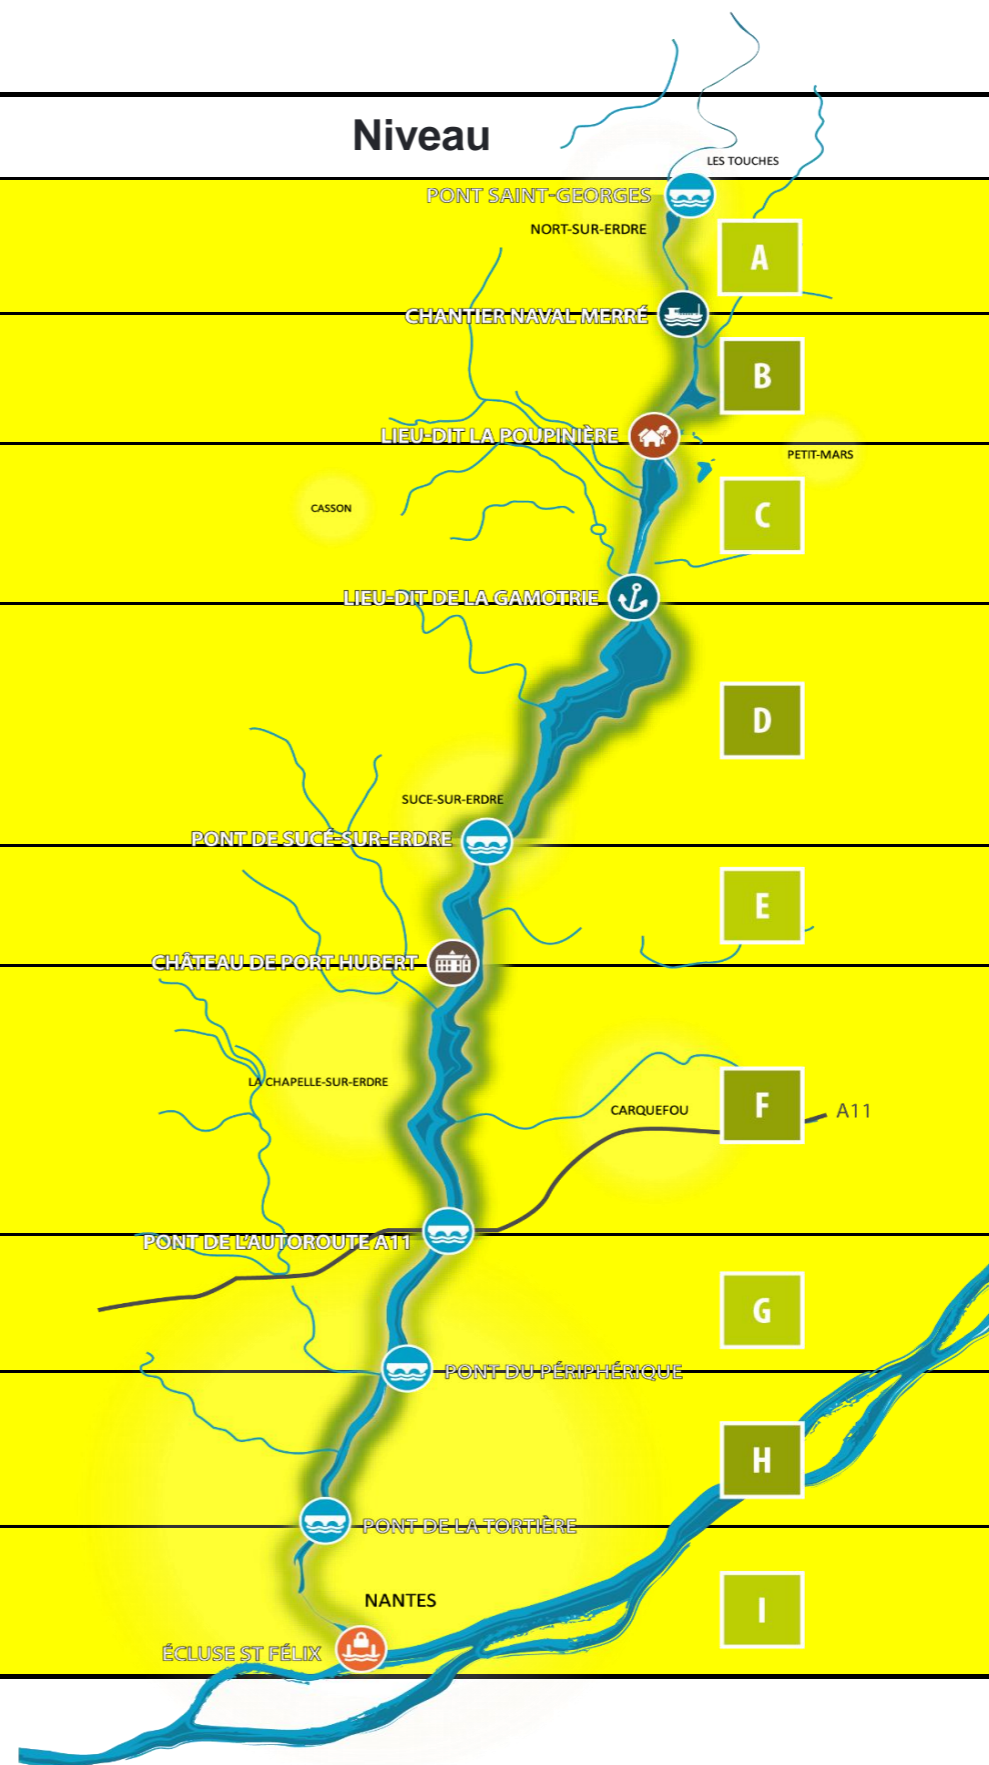 Niveau
LES TOUCHES
PONT SAINT-GEORGES
NORT-SUR-ERDRE
A
CHANTIER NAVAL MERRÉ
B
LIEU-DIT LA POUPINIÈRE
PETIT-MARS
CASSON
C
LIEU-DIT DE LA GAMOTRIE
D
SUCE-SUR-ERDRE
PONT DE SUCÉ-SUR-ERDRE
E
CHÂTEAU DE PORT HUBERT
LA CHAPELLE-SUR-ERDRE
CARQUEFOU
F
A11
PONT DE L'AUTOROUTE A11
G
PONT DU PÉRIPHÉRIQUE
H
PONT DE LA TORTIÈRE
NANTES
I
ÉCLUSE ST FÉLIX